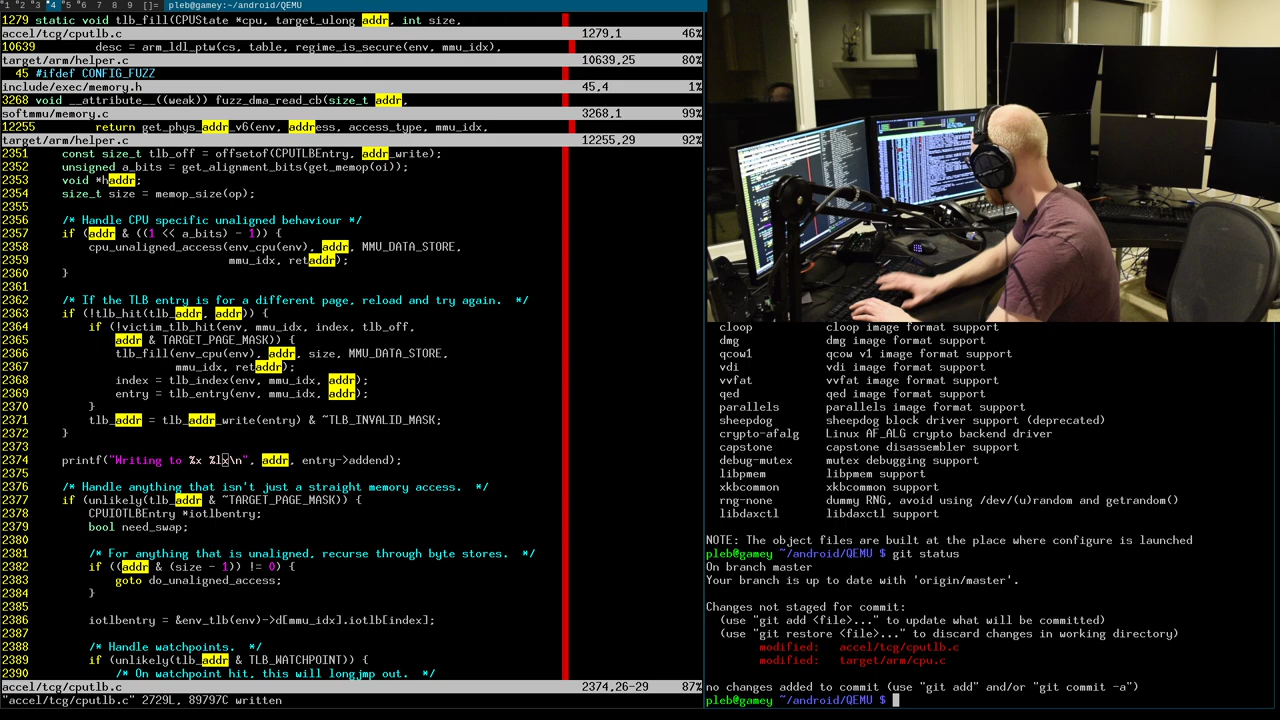 1 2 3 4 5 6 7 8 9 []= pleb@gamey:~/android/QEMU
1279 static void tlb_fill(CPUState *cpu, target_ulong addr, int size,
accel/tcg/cputlb.c 1279,1 46%
10639 desc = arm_ldl_ptw(cs, table, regime_is_secure(env, mmu_idx),
target/arm/helper.c 10639,25 80%
45 #ifdef CONFIG_FUZZ
include/exec/memory.h 45,4 1%
3268 void __attribute__((weak)) fuzz_dma_read_cb(size_t addr,
softmmu/memory.c 3268,1 99%
12255 return get_phys_addr_v6(env, address, access_type, mmu_idx,
target/arm/helper.c 12255,29 92%
2351 const size_t tlb_off = offsetof(CPUTLBEntry, addr_write);
2352 unsigned a_bits = get_alignment_bits(get_memop(oi));
2353 void *haddr;
2354 size_t size = memop_size(op);
2355
2356 /* Handle CPU specific unaligned behaviour */
2357 if (addr & ((1 << a_bits) - 1)) {
2358 cpu_unaligned_access(env_cpu(env), addr, MMU_DATA_STORE,
2359 mmu_idx, retaddr);
2360 }
2361
2362 /* If the TLB entry is for a different page, reload and try again. */
2363 if (!tlb_hit(tlb_addr, addr)) {
2364 if (!victim_tlb_hit(env, mmu_idx, index, tlb_off,
2365 addr & TARGET_PAGE_MASK)) {
2366 tlb_fill(env_cpu(env), addr, size, MMU_DATA_STORE,
2367 mmu_idx, retaddr);
2368 index = tlb_index(env, mmu_idx, addr);
2369 entry = tlb_entry(env, mmu_idx, addr);
2370 }
2371 tlb_addr = tlb_addr_write(entry) & ~TLB_INVALID_MASK;
2372 }
2373
2374 printf("Writing to %x %lx\n", addr, entry->addend);
2375
2376 /* Handle anything that isn't just a straight memory access. */
2377 if (unlikely(tlb_addr & ~TARGET_PAGE_MASK)) {
2378 CPUIOTLBEntry *iotlbentry;
2379 bool need_swap;
2380
2381 /* For anything that is unaligned, recurse through byte stores. */
2382 if ((addr & (size - 1)) != 0) {
2383 goto do_unaligned_access;
2384 }
2385
2386 iotlbentry = &env_tlb(env)->d[mmu_idx].iotlb[index];
2387
2388 /* Handle watchpoints. */
2389 if (unlikely(tlb_addr & TLB_WATCHPOINT)) {
2390 /* On watchpoint hit, this will longjmp out. */
accel/tcg/cputlb.c 2374,26-29 87%
"accel/tcg/cputlb.c" 2729L, 89797C written
cloop cloop image format support
dmg dmg image format support
qcow1 qcow v1 image format support
vdi vdi image format support
vvfat vvfat image format support
qed qed image format support
parallels parallels image format support
sheepdog sheepdog block driver support (deprecated)
crypto-afalg Linux AF_ALG crypto backend driver
capstone capstone disassembler support
debug-mutex mutex debugging support
libpmem libpmem support
xkbcommon xkbcommon support
rng-none dummy RNG, avoid using /dev/(u)random and getrandom()
libdaxctl libdaxctl support
NOTE: The object files are built at the place where configure is launched
pleb@gamey ~/android/QEMU $ git status
On branch master
Your branch is up to date with 'origin/master'.
Changes not staged for commit:
(use "git add <file>..." to update what will be committed)
(use "git restore <file>..." to discard changes in working directory)
modified: accel/tcg/cputlb.c
modified: target/arm/cpu.c
no changes added to commit (use "git add" and/or "git commit -a")
pleb@gamey ~/android/QEMU $